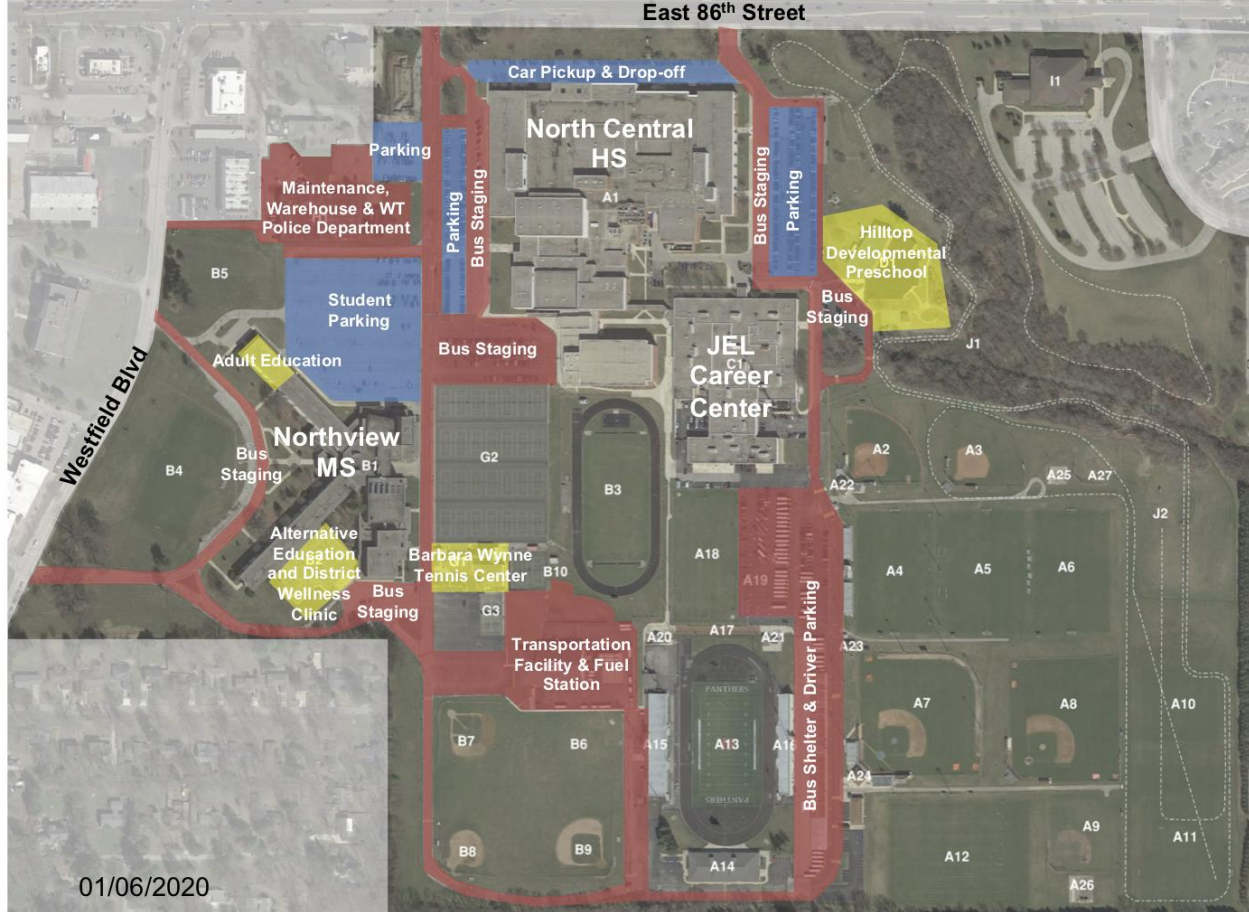 East 86th Street
Car Pickup & Drop-off
I1
North Central
HS
A1
Parking
Parking
Bus Staging
Bus Staging
Parking
Maintenance,
Warehouse & WT
Police Department
B5
Student
Parking
Hilltop
Developmental
Preschool
D1
Bus
Staging
J1
Bus Staging
JEL
C1
Career
Center
Adult Education
Westfield Blvd
Northview
MS
B1
Bus
Staging
B4
G2
B3
A2
A3
A22
A25
A27
J2
Alternative
Education
and District
Wellness
Clinic
Barbara Wynne
Tennis Center
B10
A18
A19
A4
A5
A6
Bus
Staging
G3
Transportation
Facility & Fuel
Station
A20
A17
A21
A23
Bus Shelter & Driver Parking
PANTHERS
A7
A8
A10
B7
B6
A15
A13
A16
A24
PANTHERS
B8
B9
A14
A12
A9
A11
A26
01/06/2020